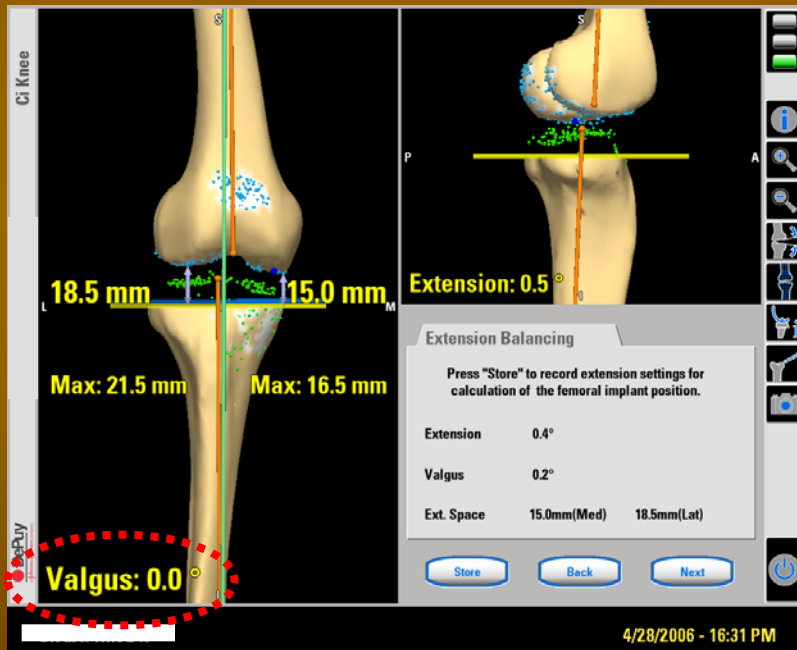 Ci Knee
S
18.5 mm
15.0 mm
L
M
Max: 21.5 mm
Max: 16.5 mm
DePuy
Valgus: 0.0 °
I
S
P
A
Extension: 0.5 °
I
Extension Balancing
Press "Store" to record extension settings for
calculation of the femoral implant position.
Extension 0.4°
Valgus 0.2°
Ext. Space 15.0mm(Med) 18.5mm(Lat)
Store
Back
Next
4/28/2006 - 16:31 PM